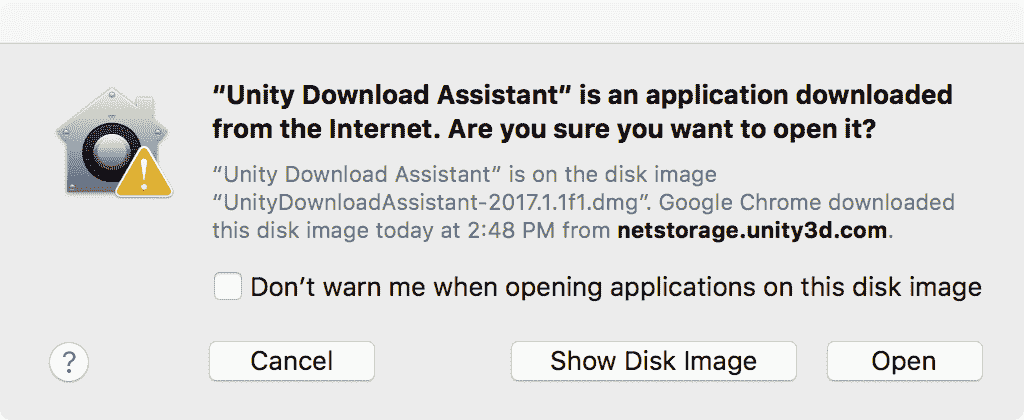 “Unity Download Assistant” is an application downloaded
from the Internet. Are you sure you want to open it?
“Unity Download Assistant” is on the disk image
“UnityDownloadAssistant-2017.1.1f1.dmg”. Google Chrome downloaded
this disk image today at 2:48 PM from netstorage.unity3d.com.
Don’t warn me when opening applications on this disk image
? Cancel Show Disk Image Open